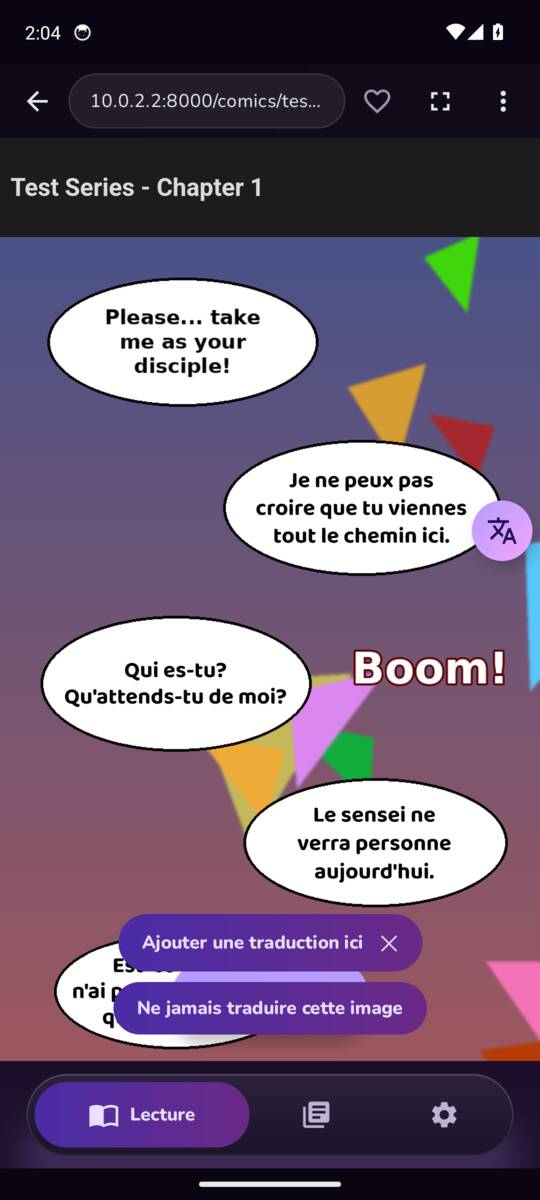 2:04
10.0.2.2:8000/comics/tes...
Test Series - Chapter 1
Please... take
me as your
disciple!
Je ne peux pas
croire que tu viennes
tout le chemin ici.
Qui es-tu?
Qu'attends-tu de moi?
Boom!
Le sensei ne
verra personne
aujourd'hui.
Ajouter une traduction ici
n'ai
Ne jamais traduire cette image
Lecture